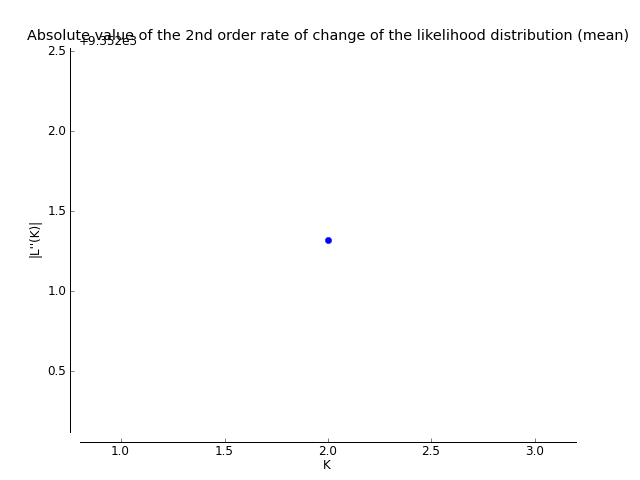 Absolute value of the 2nd order rate of change of the likelihood distribution (mean)
+9.352e3
2.5
2.0
1.5
|L''(K)|
1.0
0.5
1.0 1.5 2.0 2.5 3.0
K